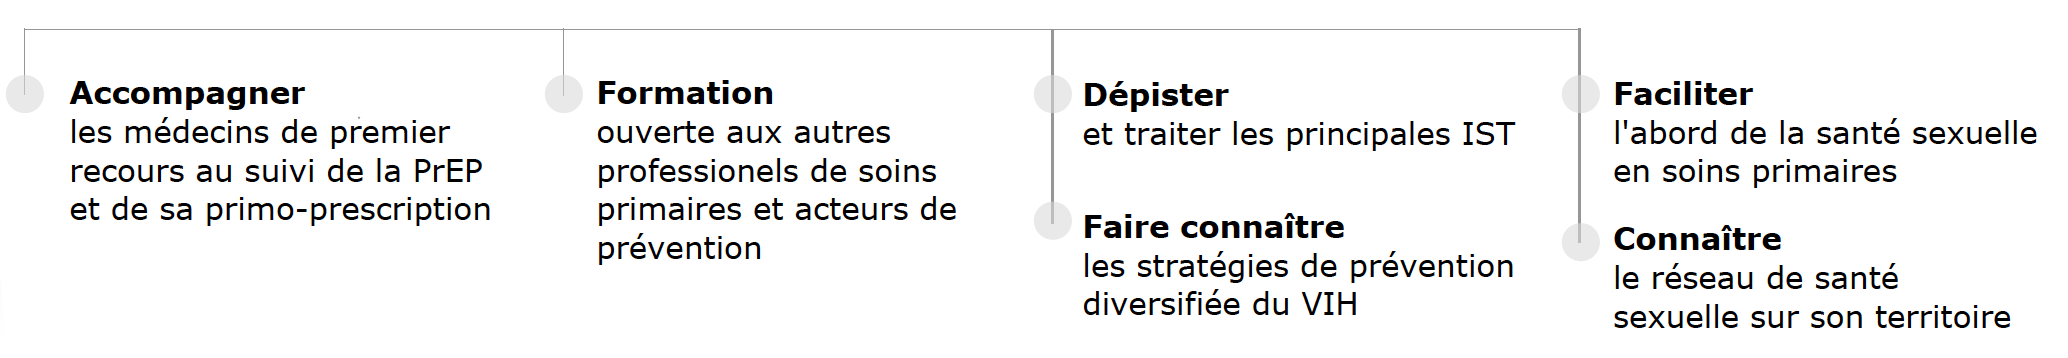 Accompagner
les médecins de premier
recours au suivi de la PrEP
et de sa primo-prescription
Formation
ouverte aux autres
professionels de soins
primaires et acteurs de
prévention
Dépister
et traiter les principales IST
Faire connaître
les stratégies de prévention
diversifiée du VIH
Faciliter
l'abord de la santé sexuelle
en soins primaires
Connaître
le réseau de santé
sexuelle sur son territoire